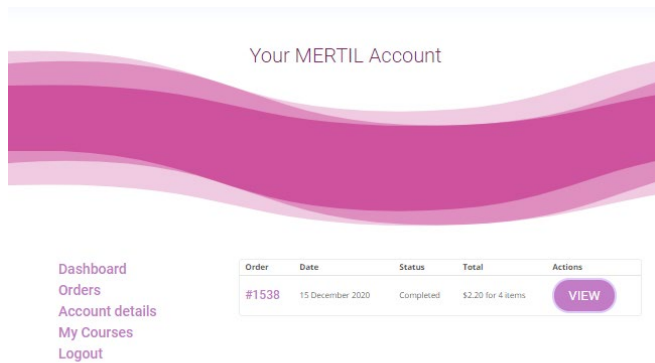 Your MERTIL Account
Dashboard
Orders
Account details
My Courses
Logout
Order Date Status Total Actions
#1538 15 December 2020 Completed $2.20 for 4 items VIEW